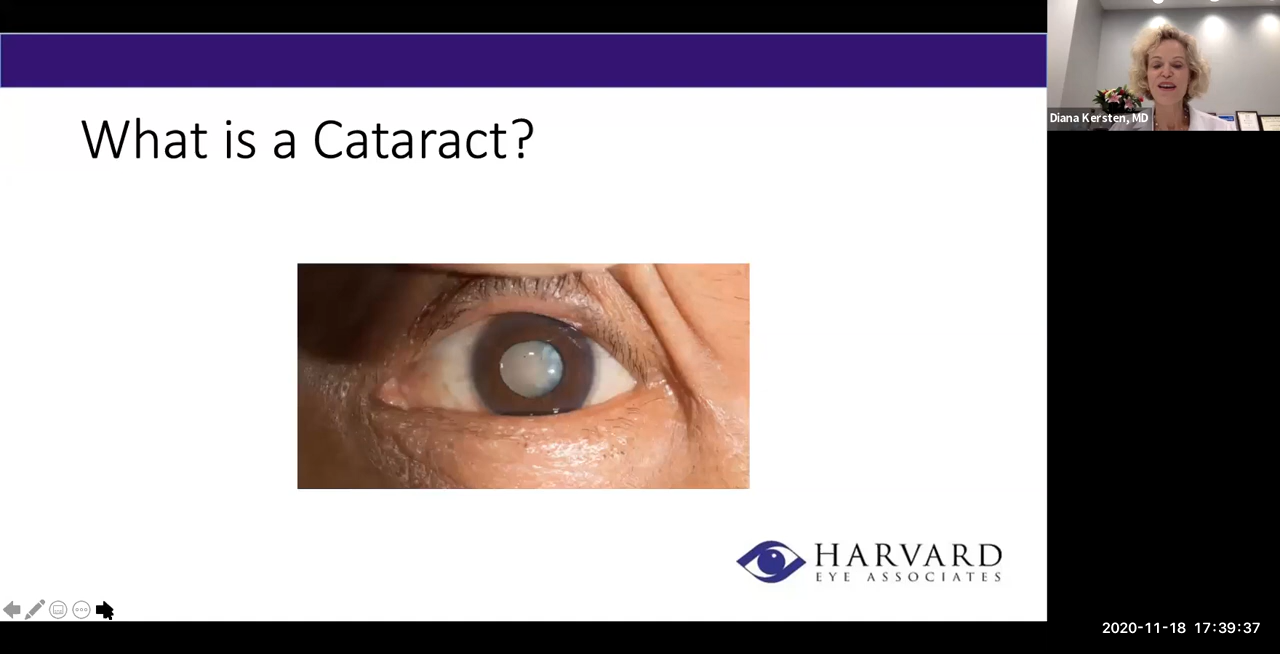 What is a Cataract?
Diana Kersten, MD
HARVARD
EYE ASSOCIATES
2020-11-18 17:39:37